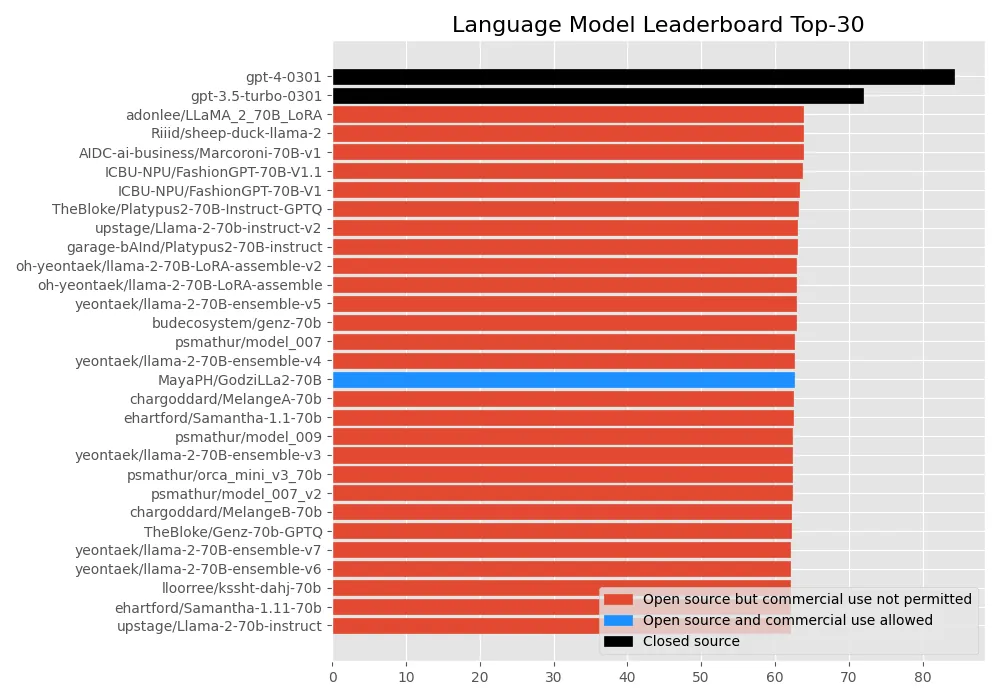 Language Model Leaderboard Top-30
gpt-4-0301
gpt-3.5-turbo-0301
adonlee/LLaMA_2_70B_LoRA
Riiid/sheep-duck-llama-2
AIDC-ai-business/Marcoroni-70B-v1
ICBU-NPU/FashionGPT-70B-V1.1
ICBU-NPU/FashionGPT-70B-V1
TheBloke/Platypus2-70B-Instruct-GPTQ
upstage/Llama-2-70b-instruct-v2
garage-bAInd/Platypus2-70B-instruct
oh-yeontaek/llama-2-70B-LoRA-assemble-v2
oh-yeontaek/llama-2-70B-LoRA-assemble
yeontaek/llama-2-70B-ensemble-v5
budecosystem/genz-70b
psmathur/model_007
yeontaek/llama-2-70B-ensemble-v4
MayaPH/GodziLLa2-70B
chargoddard/MelangeA-70b
ehartford/Samantha-1.1-70b
psmathur/model_009
yeontaek/llama-2-70B-ensemble-v3
psmathur/orca_mini_v3_70b
psmathur/model_007_v2
chargoddard/MelangeB-70b
TheBloke/Genz-70b-GPTQ
yeontaek/llama-2-70B-ensemble-v7
yeontaek/llama-2-70B-ensemble-v6
lloorree/kssht-dahj-70b
ehartford/Samantha-1.11-70b
upstage/Llama-2-70b-instruct
Open source but commercial use not permitted
Open source and commercial use allowed
Closed source
0 10 20 30 40 50 60 70 80